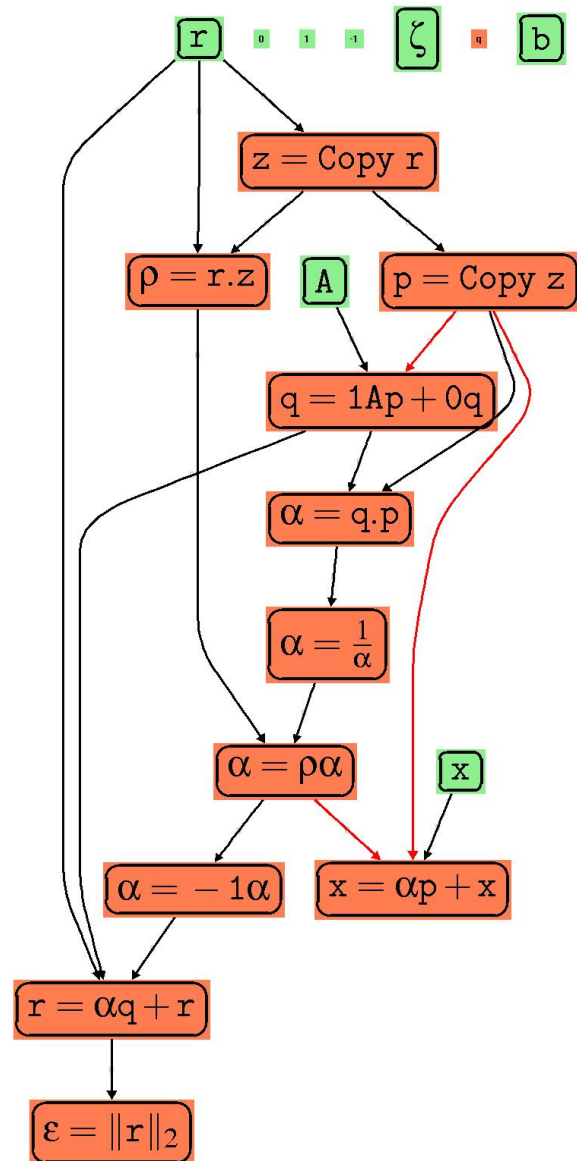 r 0 1 -1 ζ q b
z = Copy r
ρ = r.z A p = Copy z
q = 1Ap + 0q
α = q.p
α = 1/α
α = ρα x
α = − 1α x = αp + x
r = αq + r
ε = ‖r‖₂